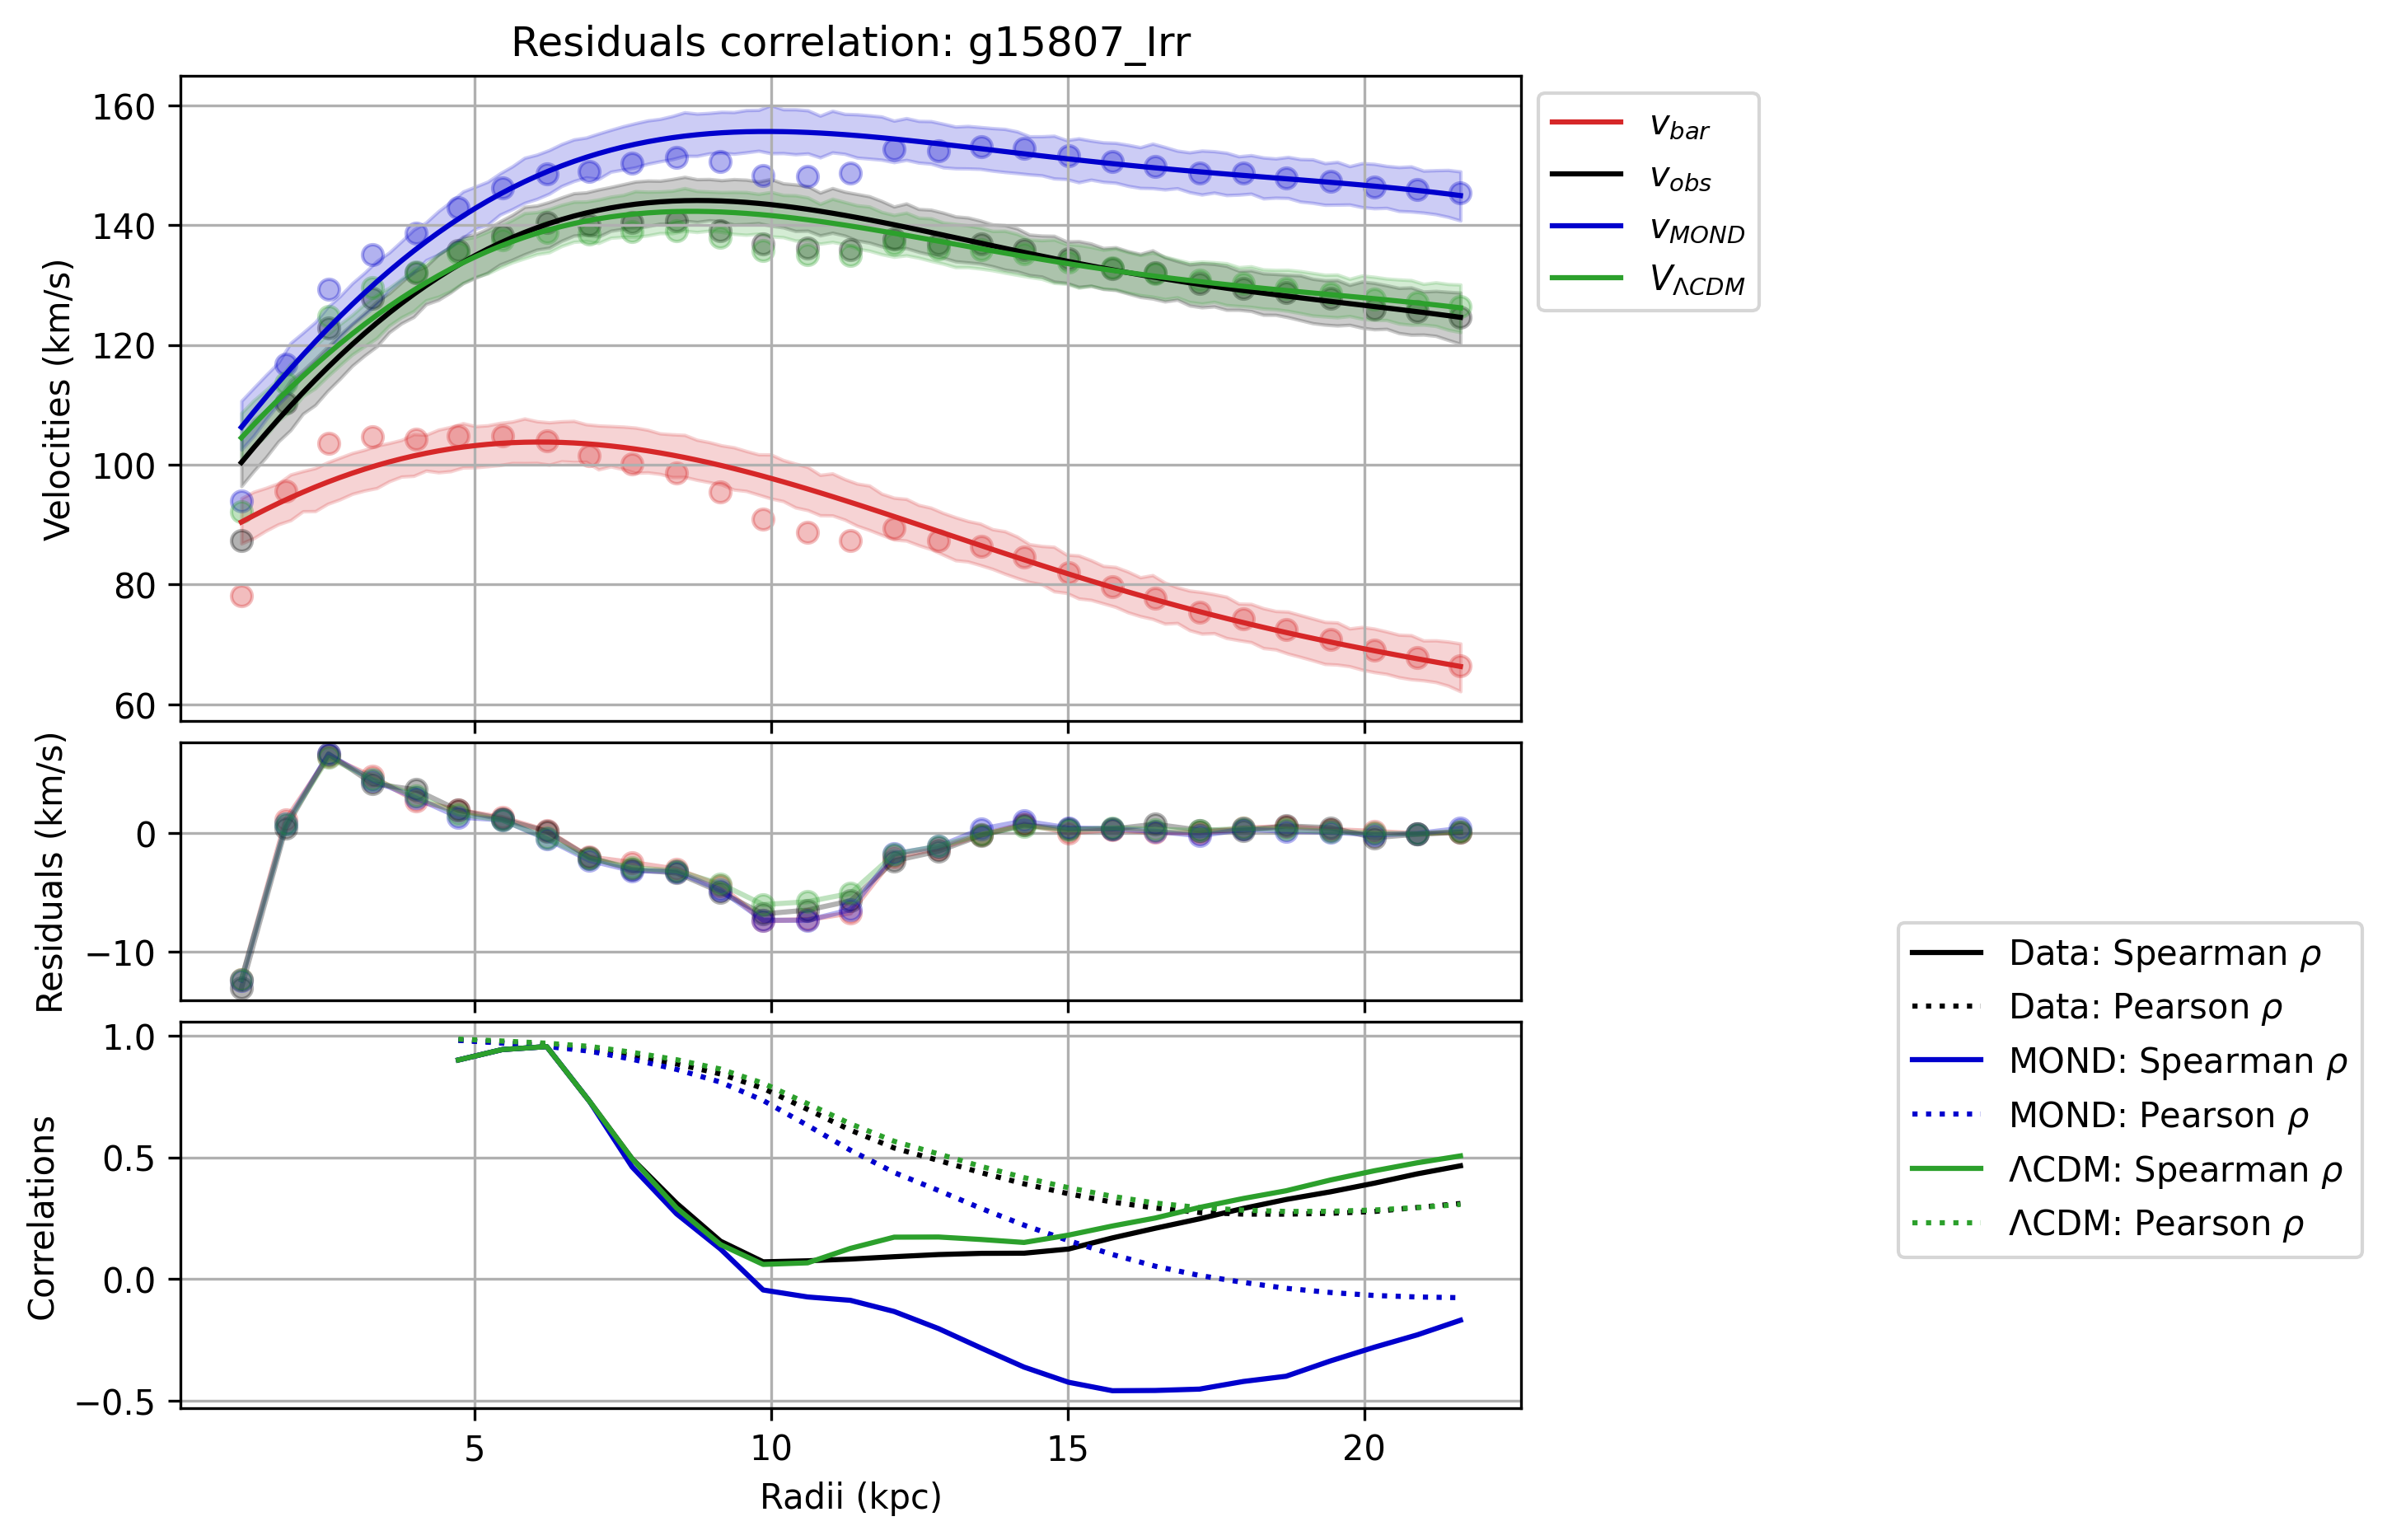 Residuals correlation: g15807_Irr
160
140
120
100
80
60
Velocities (km/s)
v_bar
v_obs
v_MOND
V_ΛCDM
0
−10
Residuals (km/s)
1.0
0.5
0.0
−0.5
Correlations
5
10
15
20
Radii (kpc)
Data: Spearman ρ
Data: Pearson ρ
MOND: Spearman ρ
MOND: Pearson ρ
ΛCDM: Spearman ρ
ΛCDM: Pearson ρ